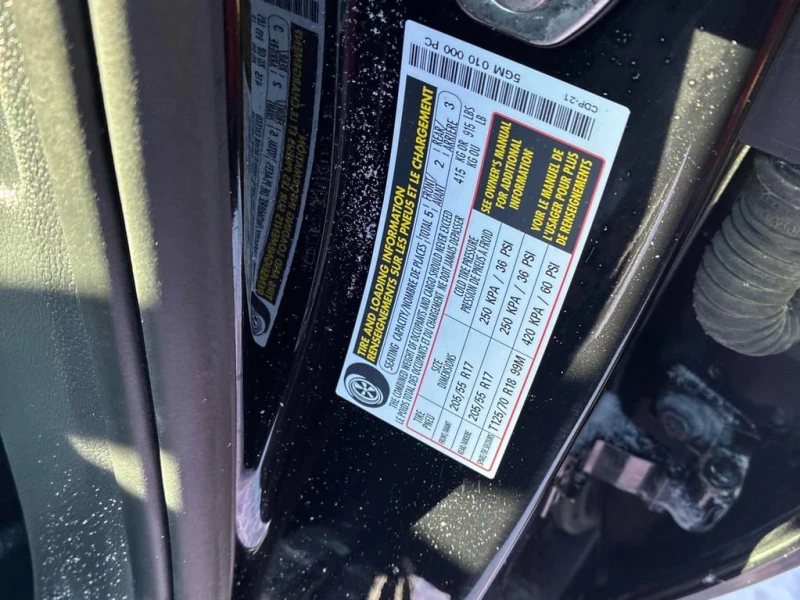 5GM 010 000 PC
CDP-21
TIRE AND LOADING INFORMATION
RENSEIGNEMENTS SUR LES PNEUS ET LE CHARGEMENT
SEATING CAPACITY/NOMBRE DE PLACES (TOTAL 5 FRONT/AVANT 2 REAR/ARRIÈRE 3)
THE COMBINED WEIGHT OF OCCUPANTS AND CARGO SHOULD NEVER EXCEED 415 KG OR 915 LBS
LE POIDS TOTAL DES OCCUPANTS ET DU CHARGEMENT NE DOIT JAMAIS DÉPASSER KG OU LB
TIRE SIZE COLD TIRE PRESSURE
PNEU DIMENSIONS PRESSION DE PNEUS À FROID
FRONT/AVANT 205/55 R17 250 KPA / 36 PSI
REAR/ARRIÈRE 205/55 R17 250 KPA / 36 PSI
SPARE/DE SECOURS T125/70 R18 99M 420 KPA / 60 PSI
SEE OWNER'S MANUAL
FOR ADDITIONAL
INFORMATION
VOIR LE MANUEL DE
L'USAGER POUR PLUS
DE RENSEIGNEMENTS